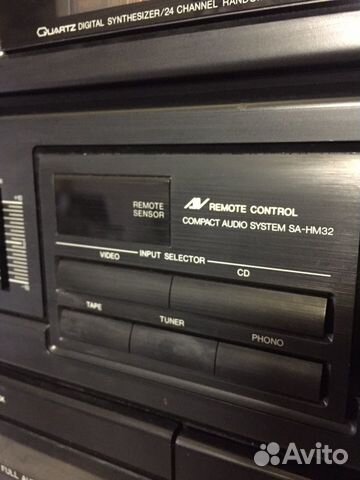 QUARTZ DIGITAL SYNTHESIZER/24 CHANNEL
REMOTE SENSOR
AV REMOTE CONTROL
COMPACT AUDIO SYSTEM SA-HM32
INPUT SELECTOR
VIDEO
CD
TAPE
TUNER
PHONO
FULL
Avito